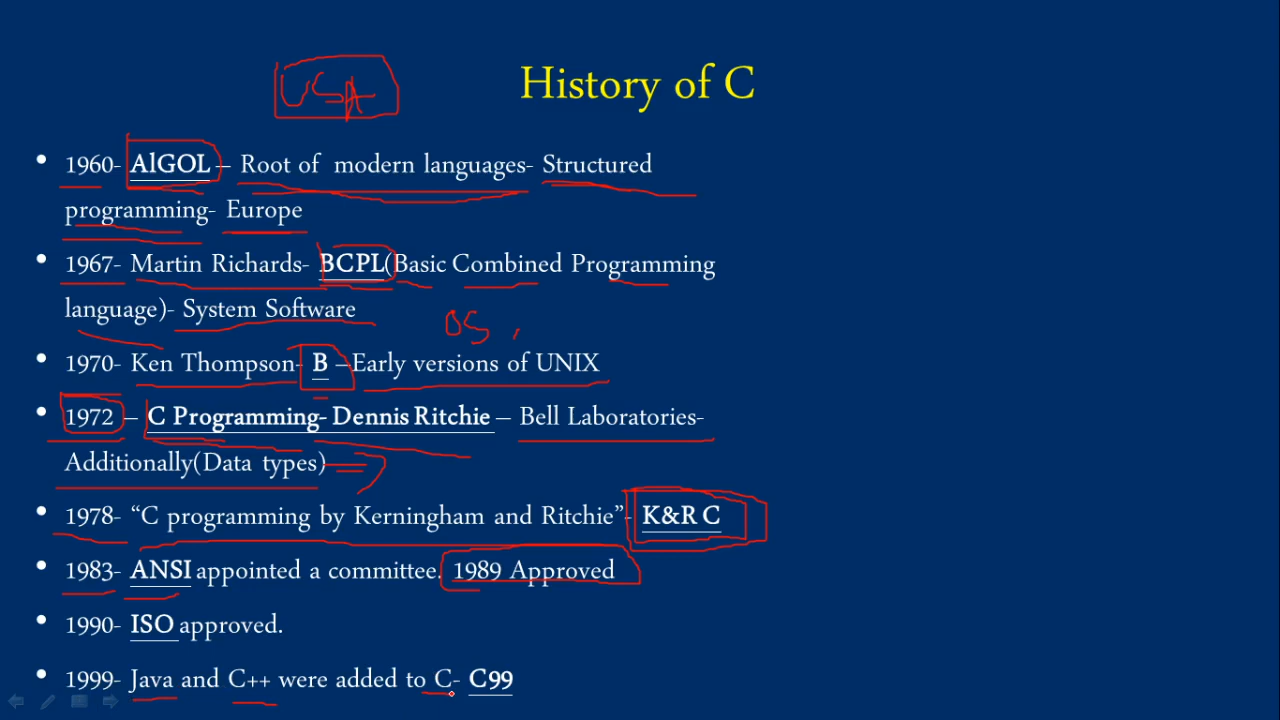 USA
History of C
• 1960- AlGOL – Root of modern languages- Structured
programming- Europe
• 1967- Martin Richards- BCPL(Basic Combined Programming
language)- System Software
OS ,
• 1970- Ken Thompson- B –Early versions of UNIX
• 1972 – C Programming- Dennis Ritchie – Bell Laboratories-
Additionally(Data types)
• 1978- “C programming by Kerningham and Ritchie”- K&R C
• 1983- ANSI appointed a committee. 1989 Approved
• 1990- ISO approved.
• 1999- Java and C++ were added to C- C99